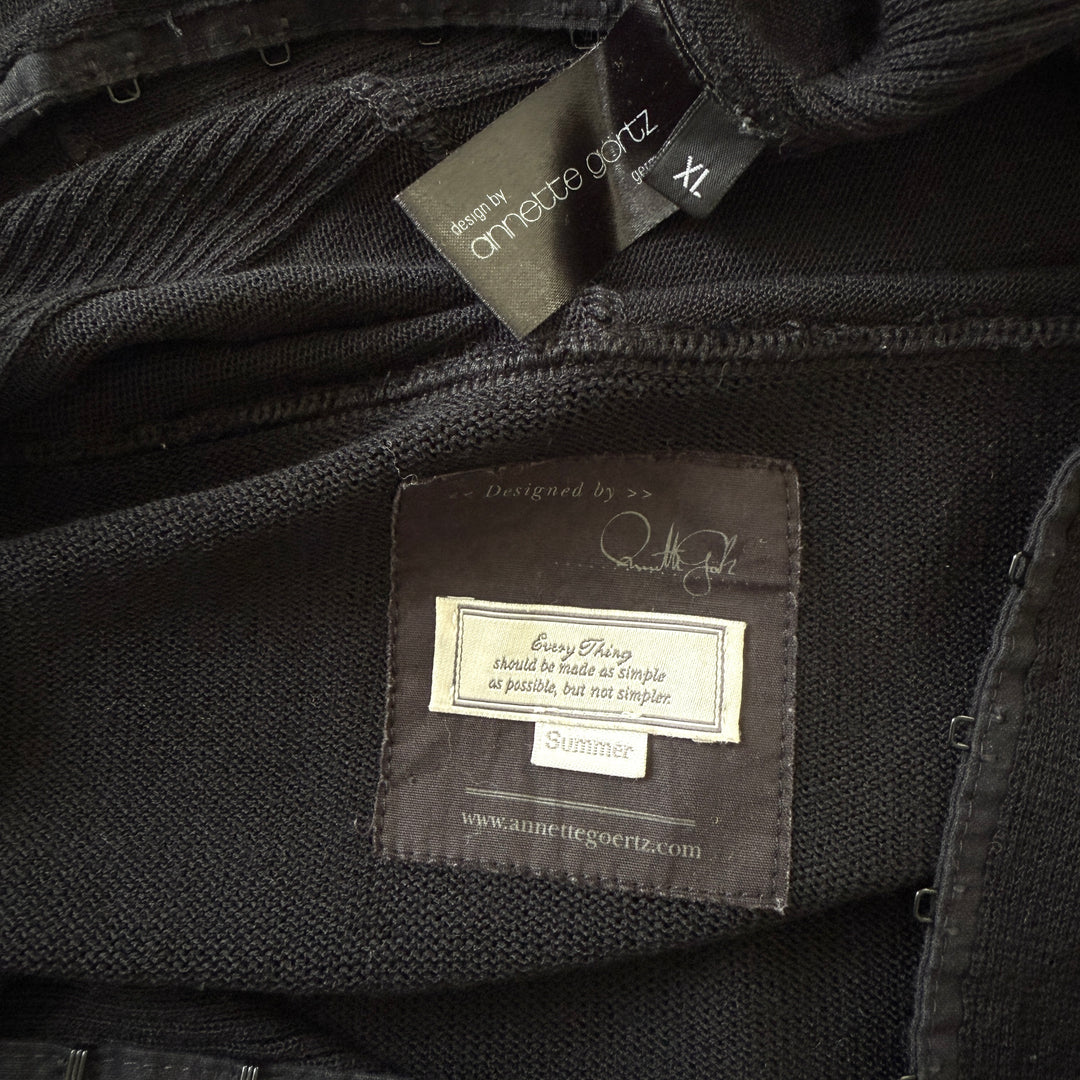 design by
annette görtz
germ
XL
Designed by >>
Every Thing
should be made as simple
as possible, but not simpler.
Summer
www.annettegoertz.com